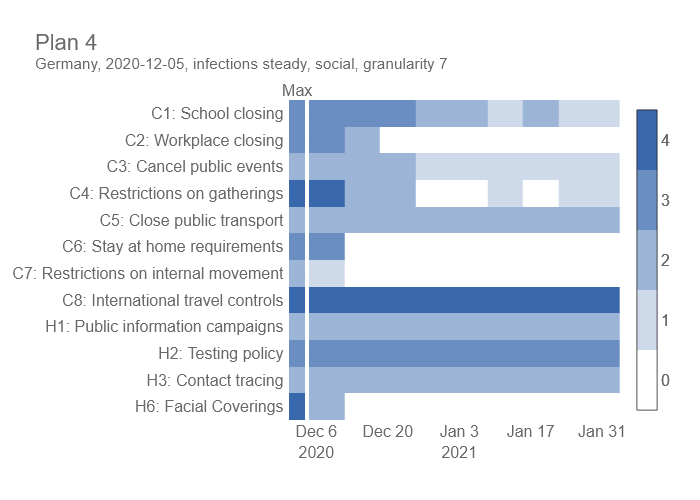 Plan 4
Germany, 2020-12-05, infections steady, social, granularity 7
Max
C1: School closing
C2: Workplace closing
C3: Cancel public events
C4: Restrictions on gatherings
C5: Close public transport
C6: Stay at home requirements
C7: Restrictions on internal movement
C8: International travel controls
H1: Public information campaigns
H2: Testing policy
H3: Contact tracing
H6: Facial Coverings
4
3
2
1
0
Dec 6 Dec 20 Jan 3 Jan 17 Jan 31
2020 2021